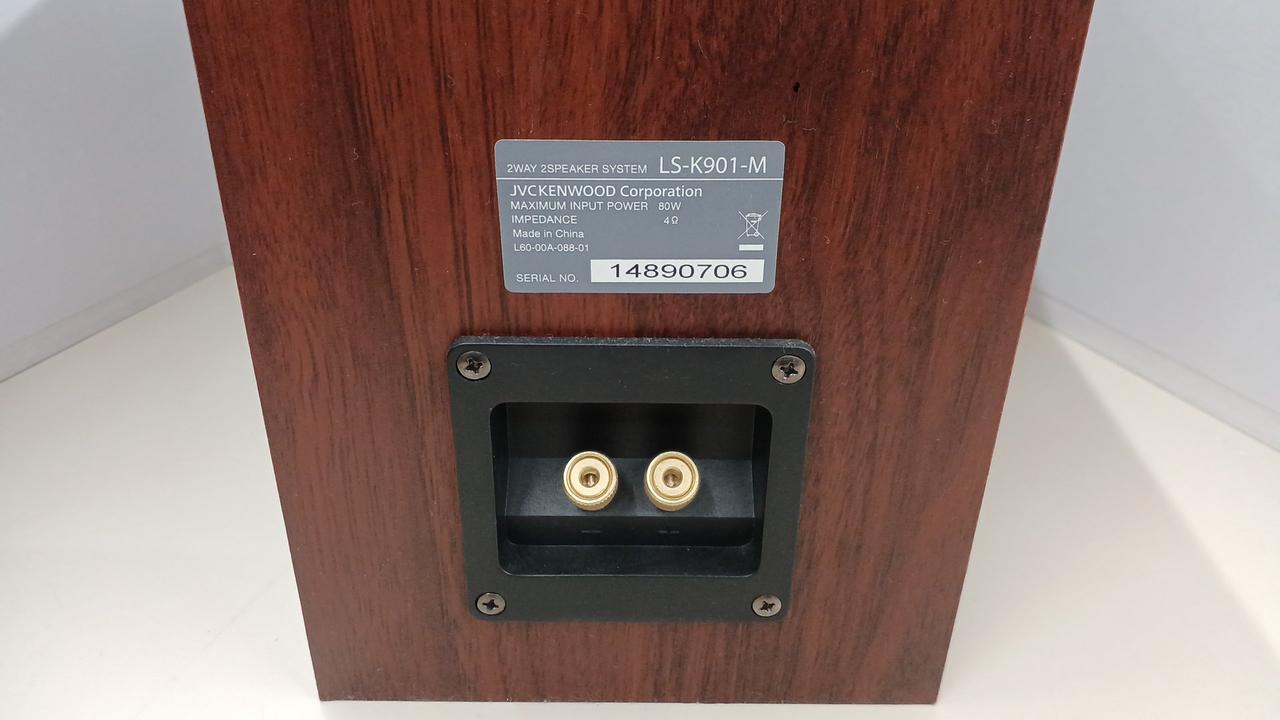 2WAY 2SPEAKER SYSTEM LS-K901-M
JVCKENWOOD Corporation
MAXIMUM INPUT POWER 80W
IMPEDANCE 4Ω
Made in China
L60-00A-088-01
SERIAL NO. 14890706